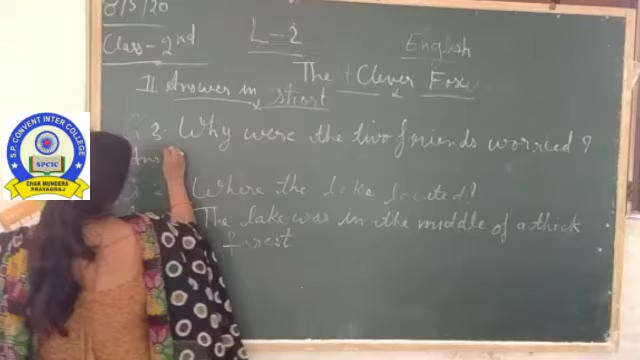 8/5/20
Class - 2nd
L-2
English
The Clever Fox
II Answer in short
Q 3. Why were the two friends worried?
Ans
Where the lake located?
The lake was in the middle of a thick
forest
S.P. CONVENT INTER COLLEGE
SPCIC
CHAK MUNDERA
PRAYAGRAJ